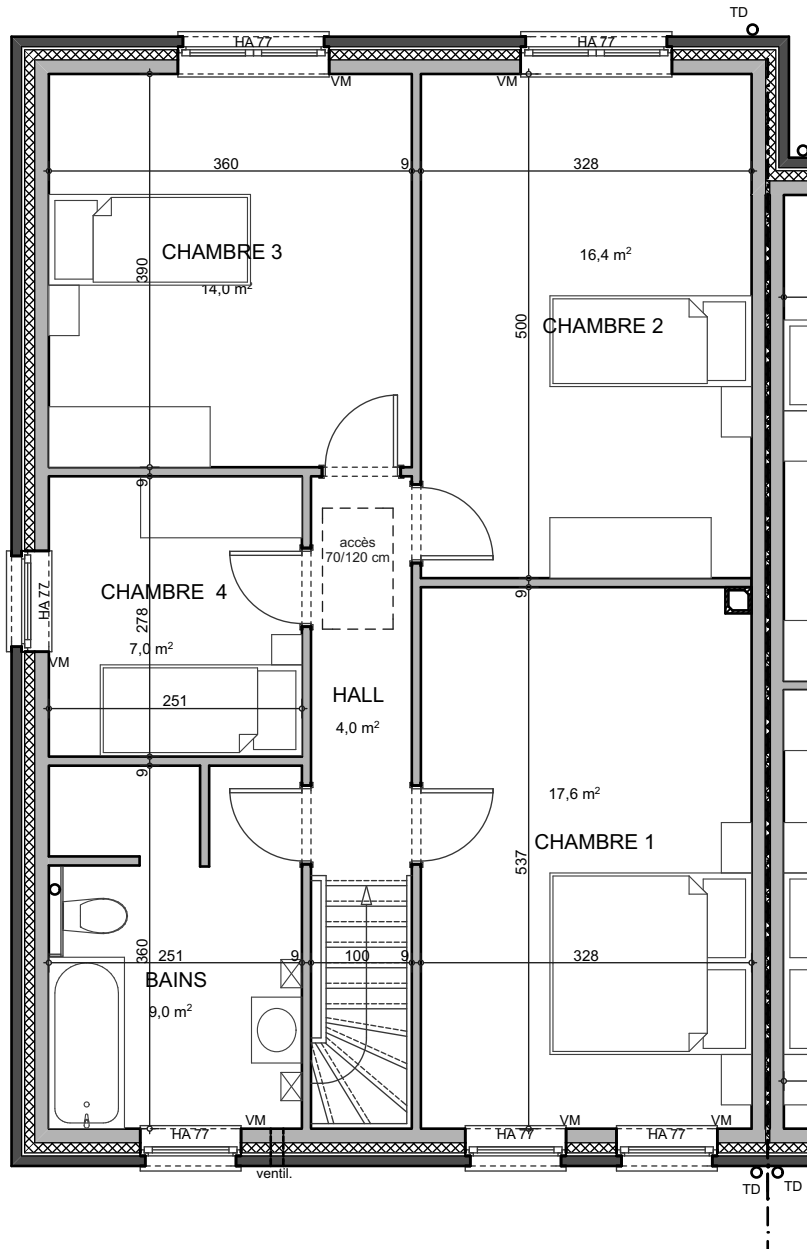 TD
HA 77
HA 77
VM
VM
360
9
328
CHAMBRE 3
16,4 m²
390
14,0 m²
500
CHAMBRE 2
9
accès
70/120 cm
HA 77
CHAMBRE 4
9
278
7,0 m²
VM
HALL
251
4,0 m²
9
17,6 m²
CHAMBRE 1
537
360
251
9
100
9
328
BAINS
9,0 m²
VM
VM
VM
HA 77
HA 77
HA 77
ventil.
TD
TD